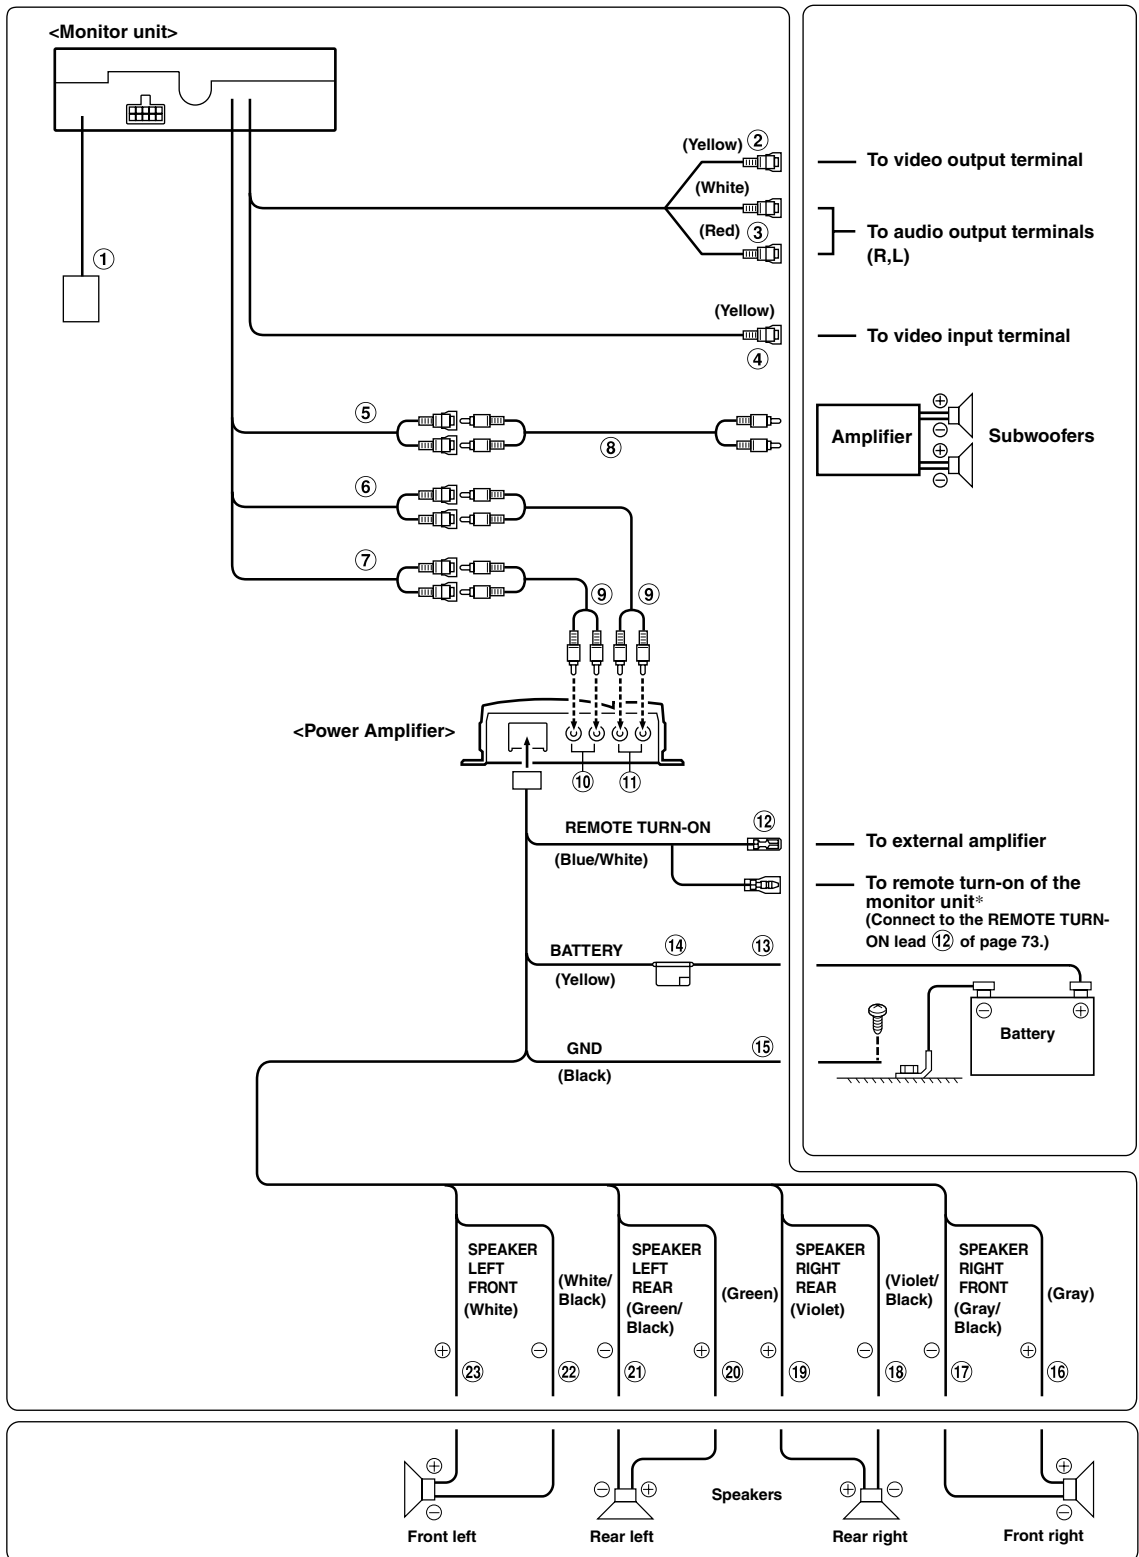 <Monitor unit>
(Yellow) ②
To video output terminal
(White)
(Red) ③
To audio output terminals
(R,L)
①
(Yellow)
④
To video input terminal
⑤
⑧
⊕
⊖
Amplifier
Subwoofers
⊕
⊖
⑥
⑦
⑨ ⑨
<Power Amplifier>
⑩ ⑪
REMOTE TURN-ON ⑫
(Blue/White)
To external amplifier
To remote turn-on of the
monitor unit*
(Connect to the REMOTE TURN-
ON lead ⑫ of page 73.)
BATTERY ⑭ ⑬
(Yellow)
⊖ ⊕
Battery
GND ⑮
(Black)
SPEAKER
LEFT
FRONT
(White)
(White/
Black)
SPEAKER
LEFT
REAR
(Green/
Black)
(Green)
SPEAKER
RIGHT
REAR
(Violet)
(Violet/
Black)
SPEAKER
RIGHT
FRONT
(Gray/
Black)
(Gray)
⊕ ⊖ ⊖ ⊕ ⊕ ⊖ ⊖ ⊕
㉓ ㉒ ㉑ ⑳ ⑲ ⑱ ⑰ ⑯
⊕
⊖
Front left
⊖ ⊕
Rear left
Speakers
⊕ ⊖
Rear right
⊕
⊖
Front right